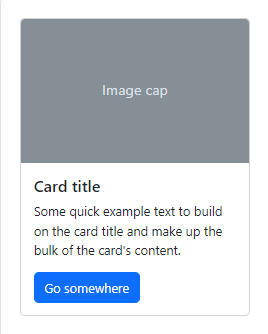 Image cap
Card title
Some quick example text to build
on the card title and make up the
bulk of the card's content.
Go somewhere